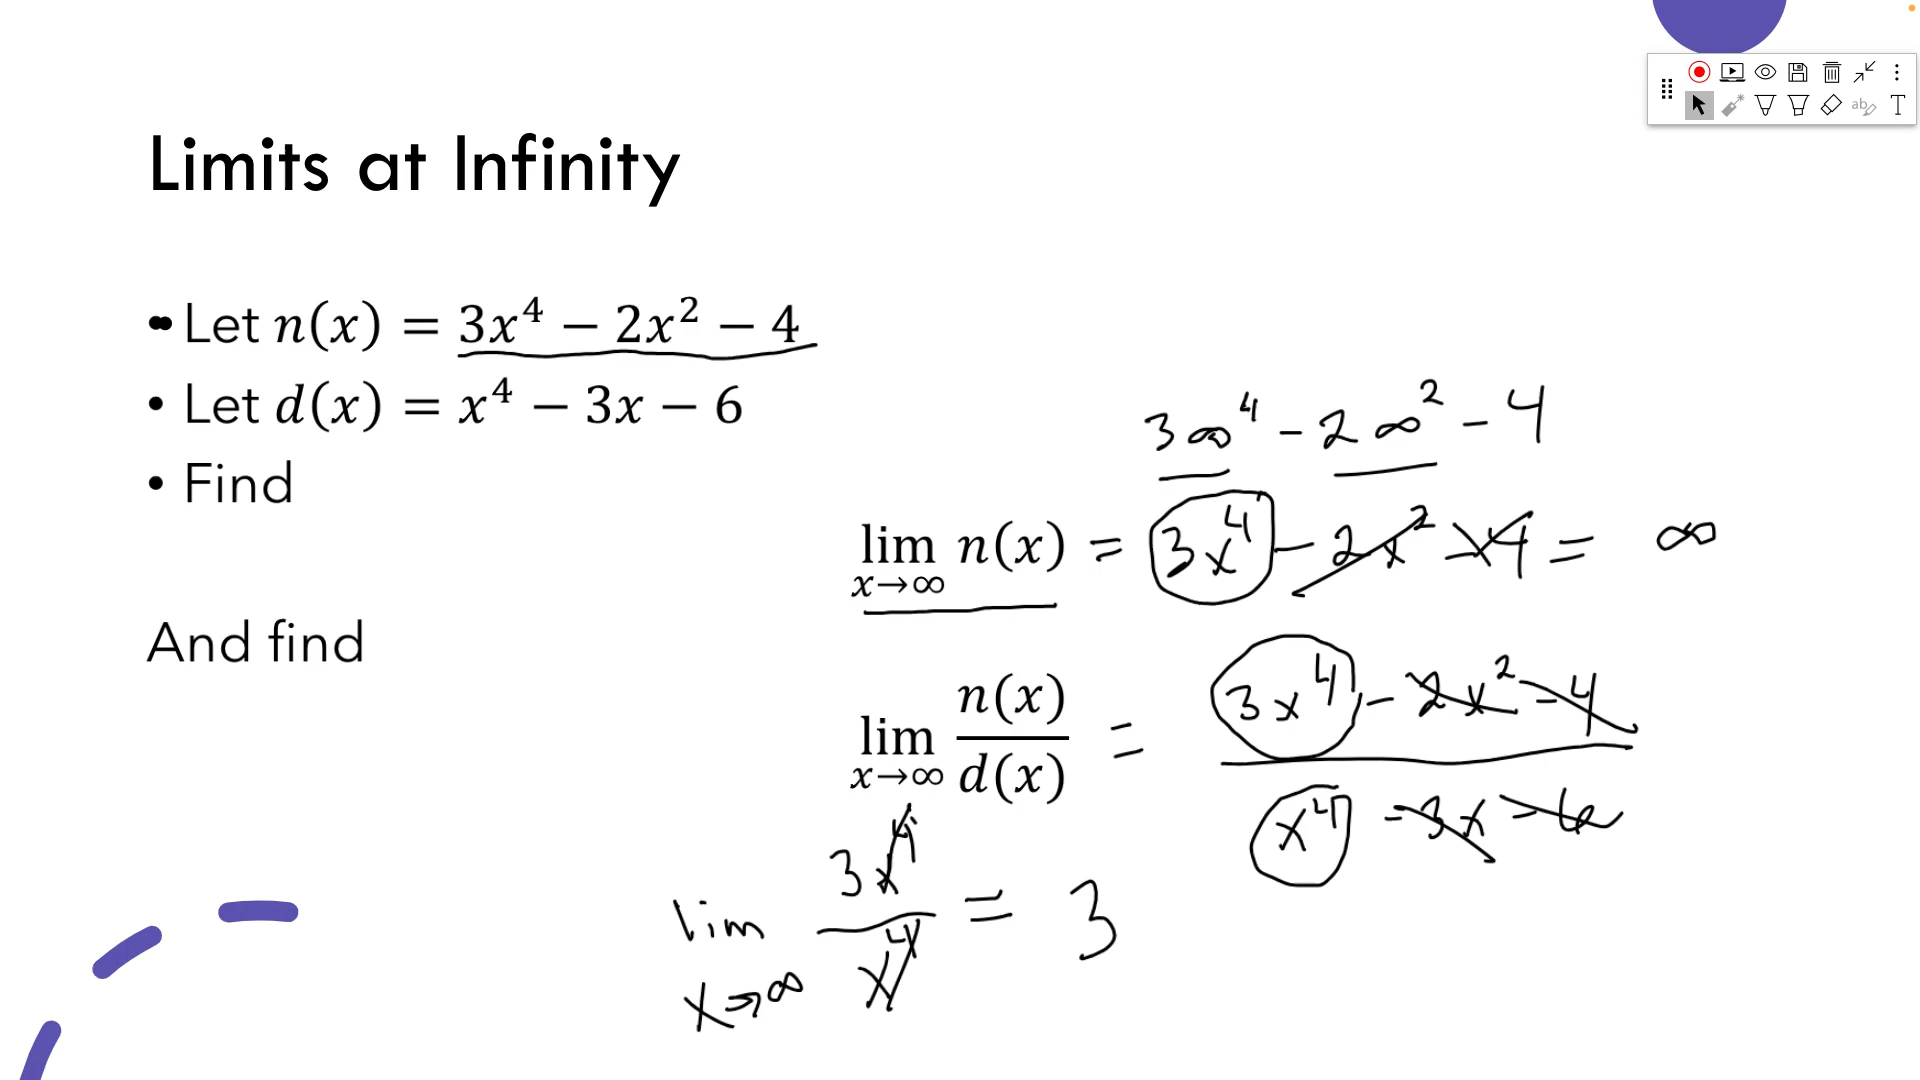 Limits at Infinity
• Let n(x) = 3x⁴ − 2x² − 4
• Let d(x) = x⁴ − 3x − 6
3∞⁴ − 2∞² − 4
• Find
lim x→∞ n(x) = 3x⁴ − 2x² − 4 = ∞
And find
lim x→∞ n(x)/d(x) = (3x⁴ − 2x² − 4)/(x⁴ − 3x − 6)
lim x→∞ 3x⁴/x⁴ = 3